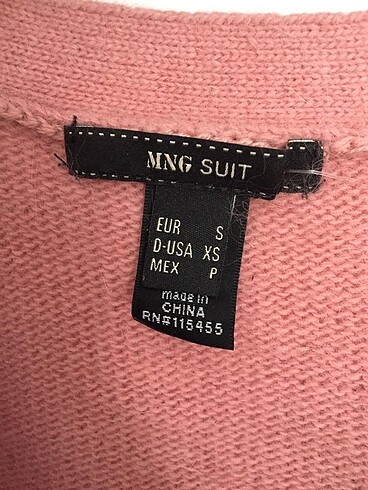 MNG SUIT
EUR S
D-USA XS
MEX P
made in
CHINA
RN#115455